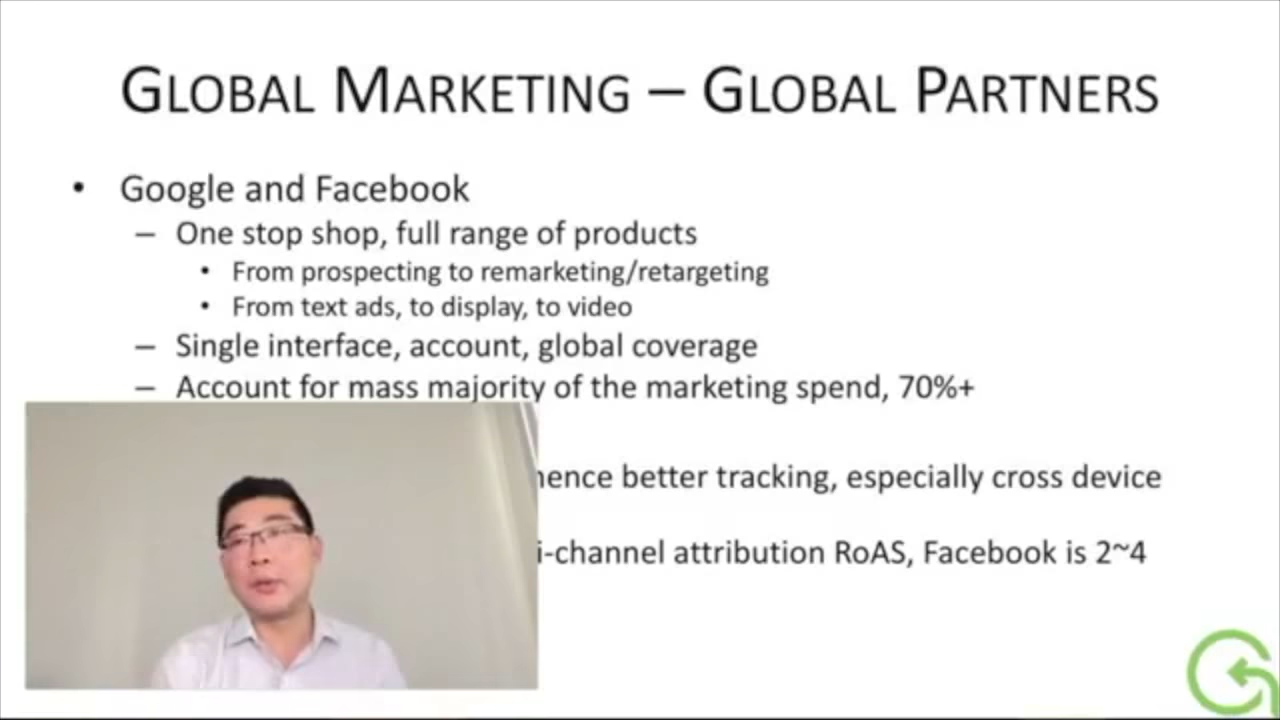 GLOBAL MARKETING – GLOBAL PARTNERS
• Google and Facebook
– One stop shop, full range of products
• From prospecting to remarketing/retargeting
• From text ads, to display, to video
– Single interface, account, global coverage
– Account for mass majority of the marketing spend, 70%+
hence better tracking, especially cross device
i-channel attribution RoAS, Facebook is 2~4